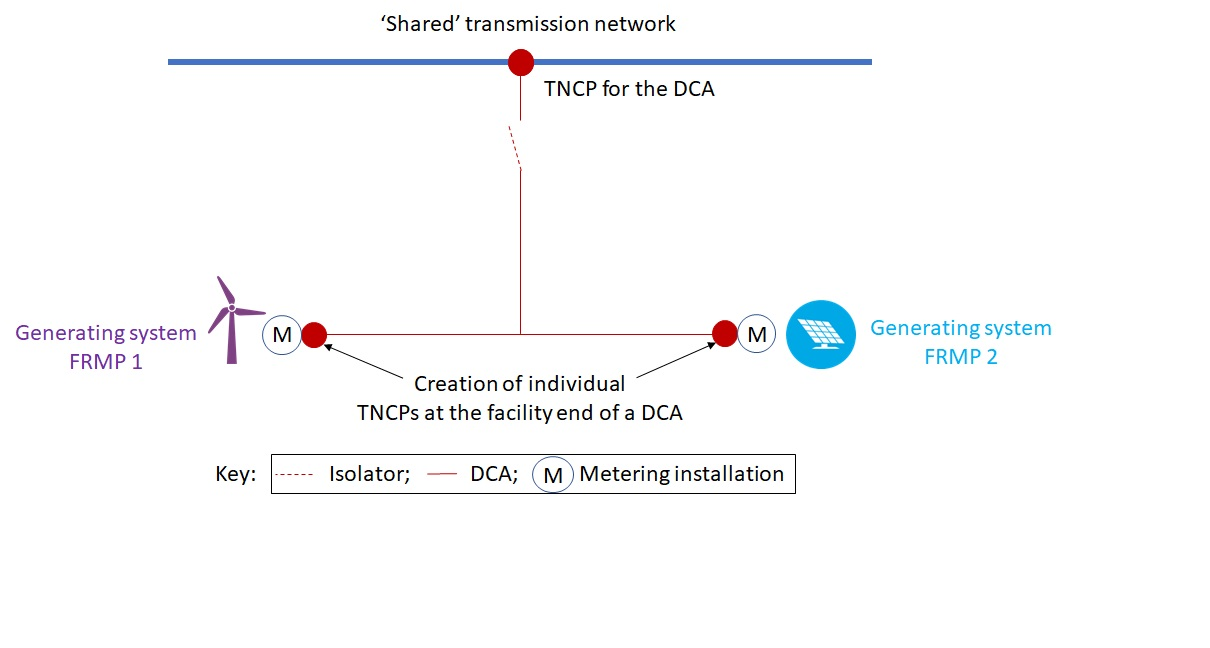 ‘Shared’ transmission network
TNCP for the DCA
Generating system
FRMP 1
M
M
Generating system
FRMP 2
Creation of individual
TNCPs at the facility end of a DCA
Key:
Isolator; DCA; M Metering installation